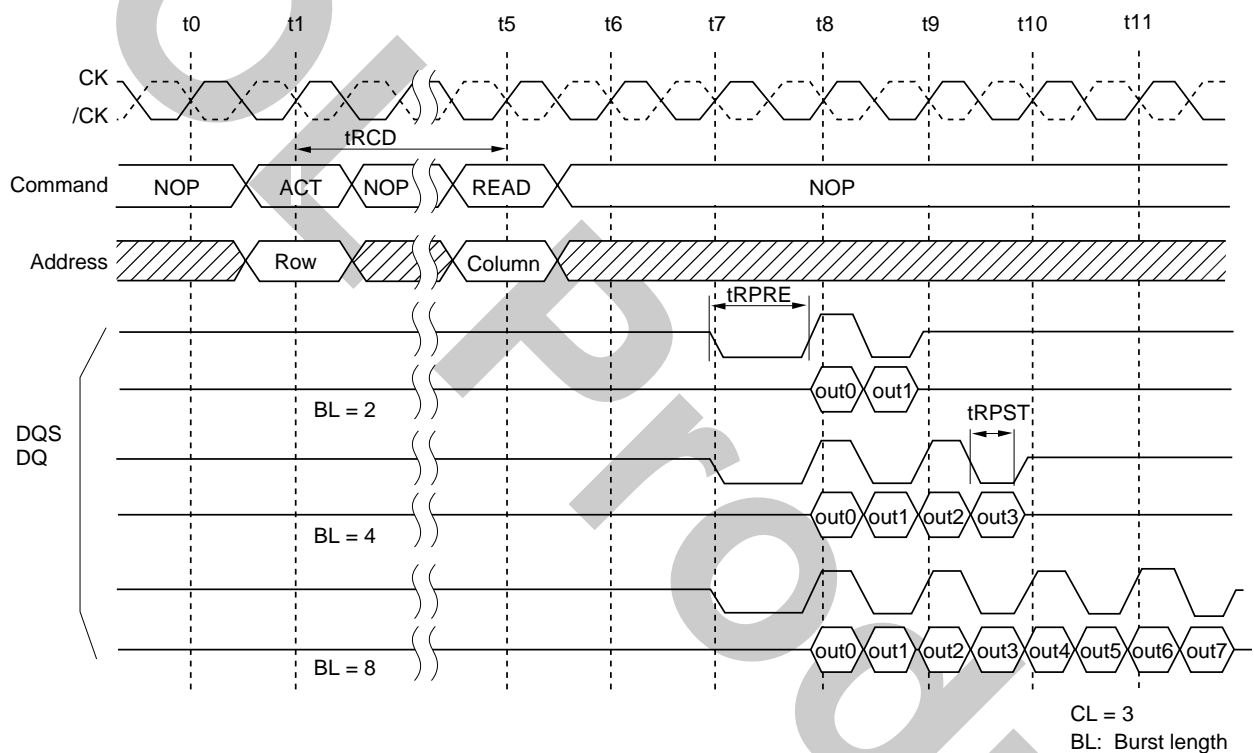 t0 t1 t5 t6 t7 t8 t9 t10 t11
CK
/CK
tRCD
Command NOP ACT NOP READ NOP
Address Row Column
tRPRE
out0 out1
BL = 2
tRPST
DQS
DQ
out0 out1 out2 out3
BL = 4
out0 out1 out2 out3 out4 out5 out6 out7
BL = 8
CL = 3
BL: Burst length